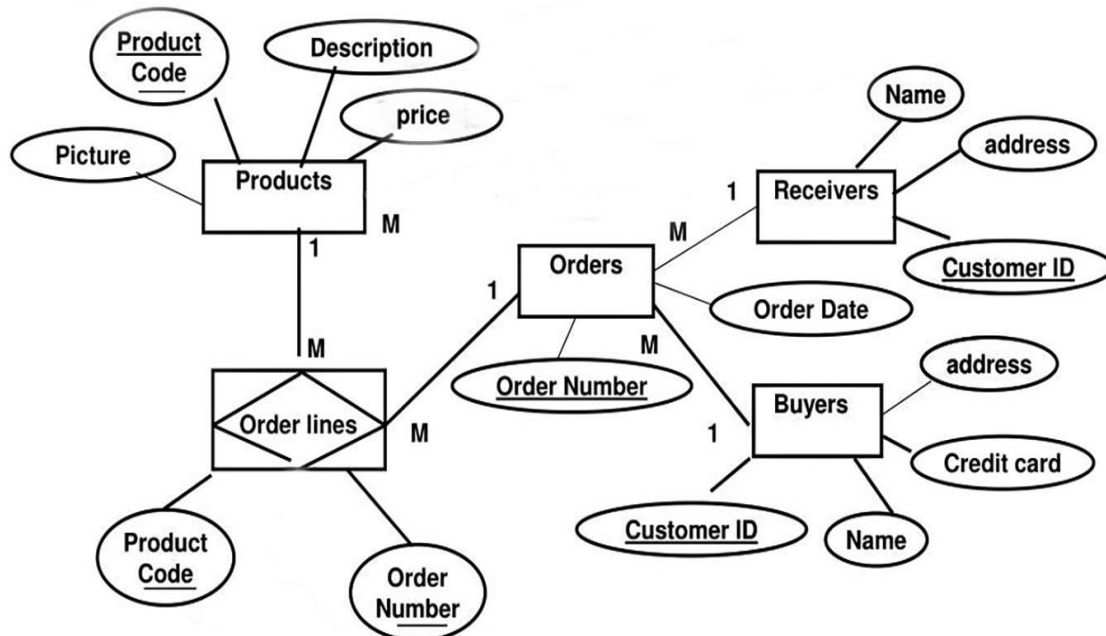 Product
Code
Description
price
Picture
Products
1
M
Name
address
Receivers
1
M
Customer ID
Orders
1
Order Date
M
Order Number
M
Order lines
M
address
Buyers
1
Credit card
Customer ID
Name
Product
Code
Order
Number